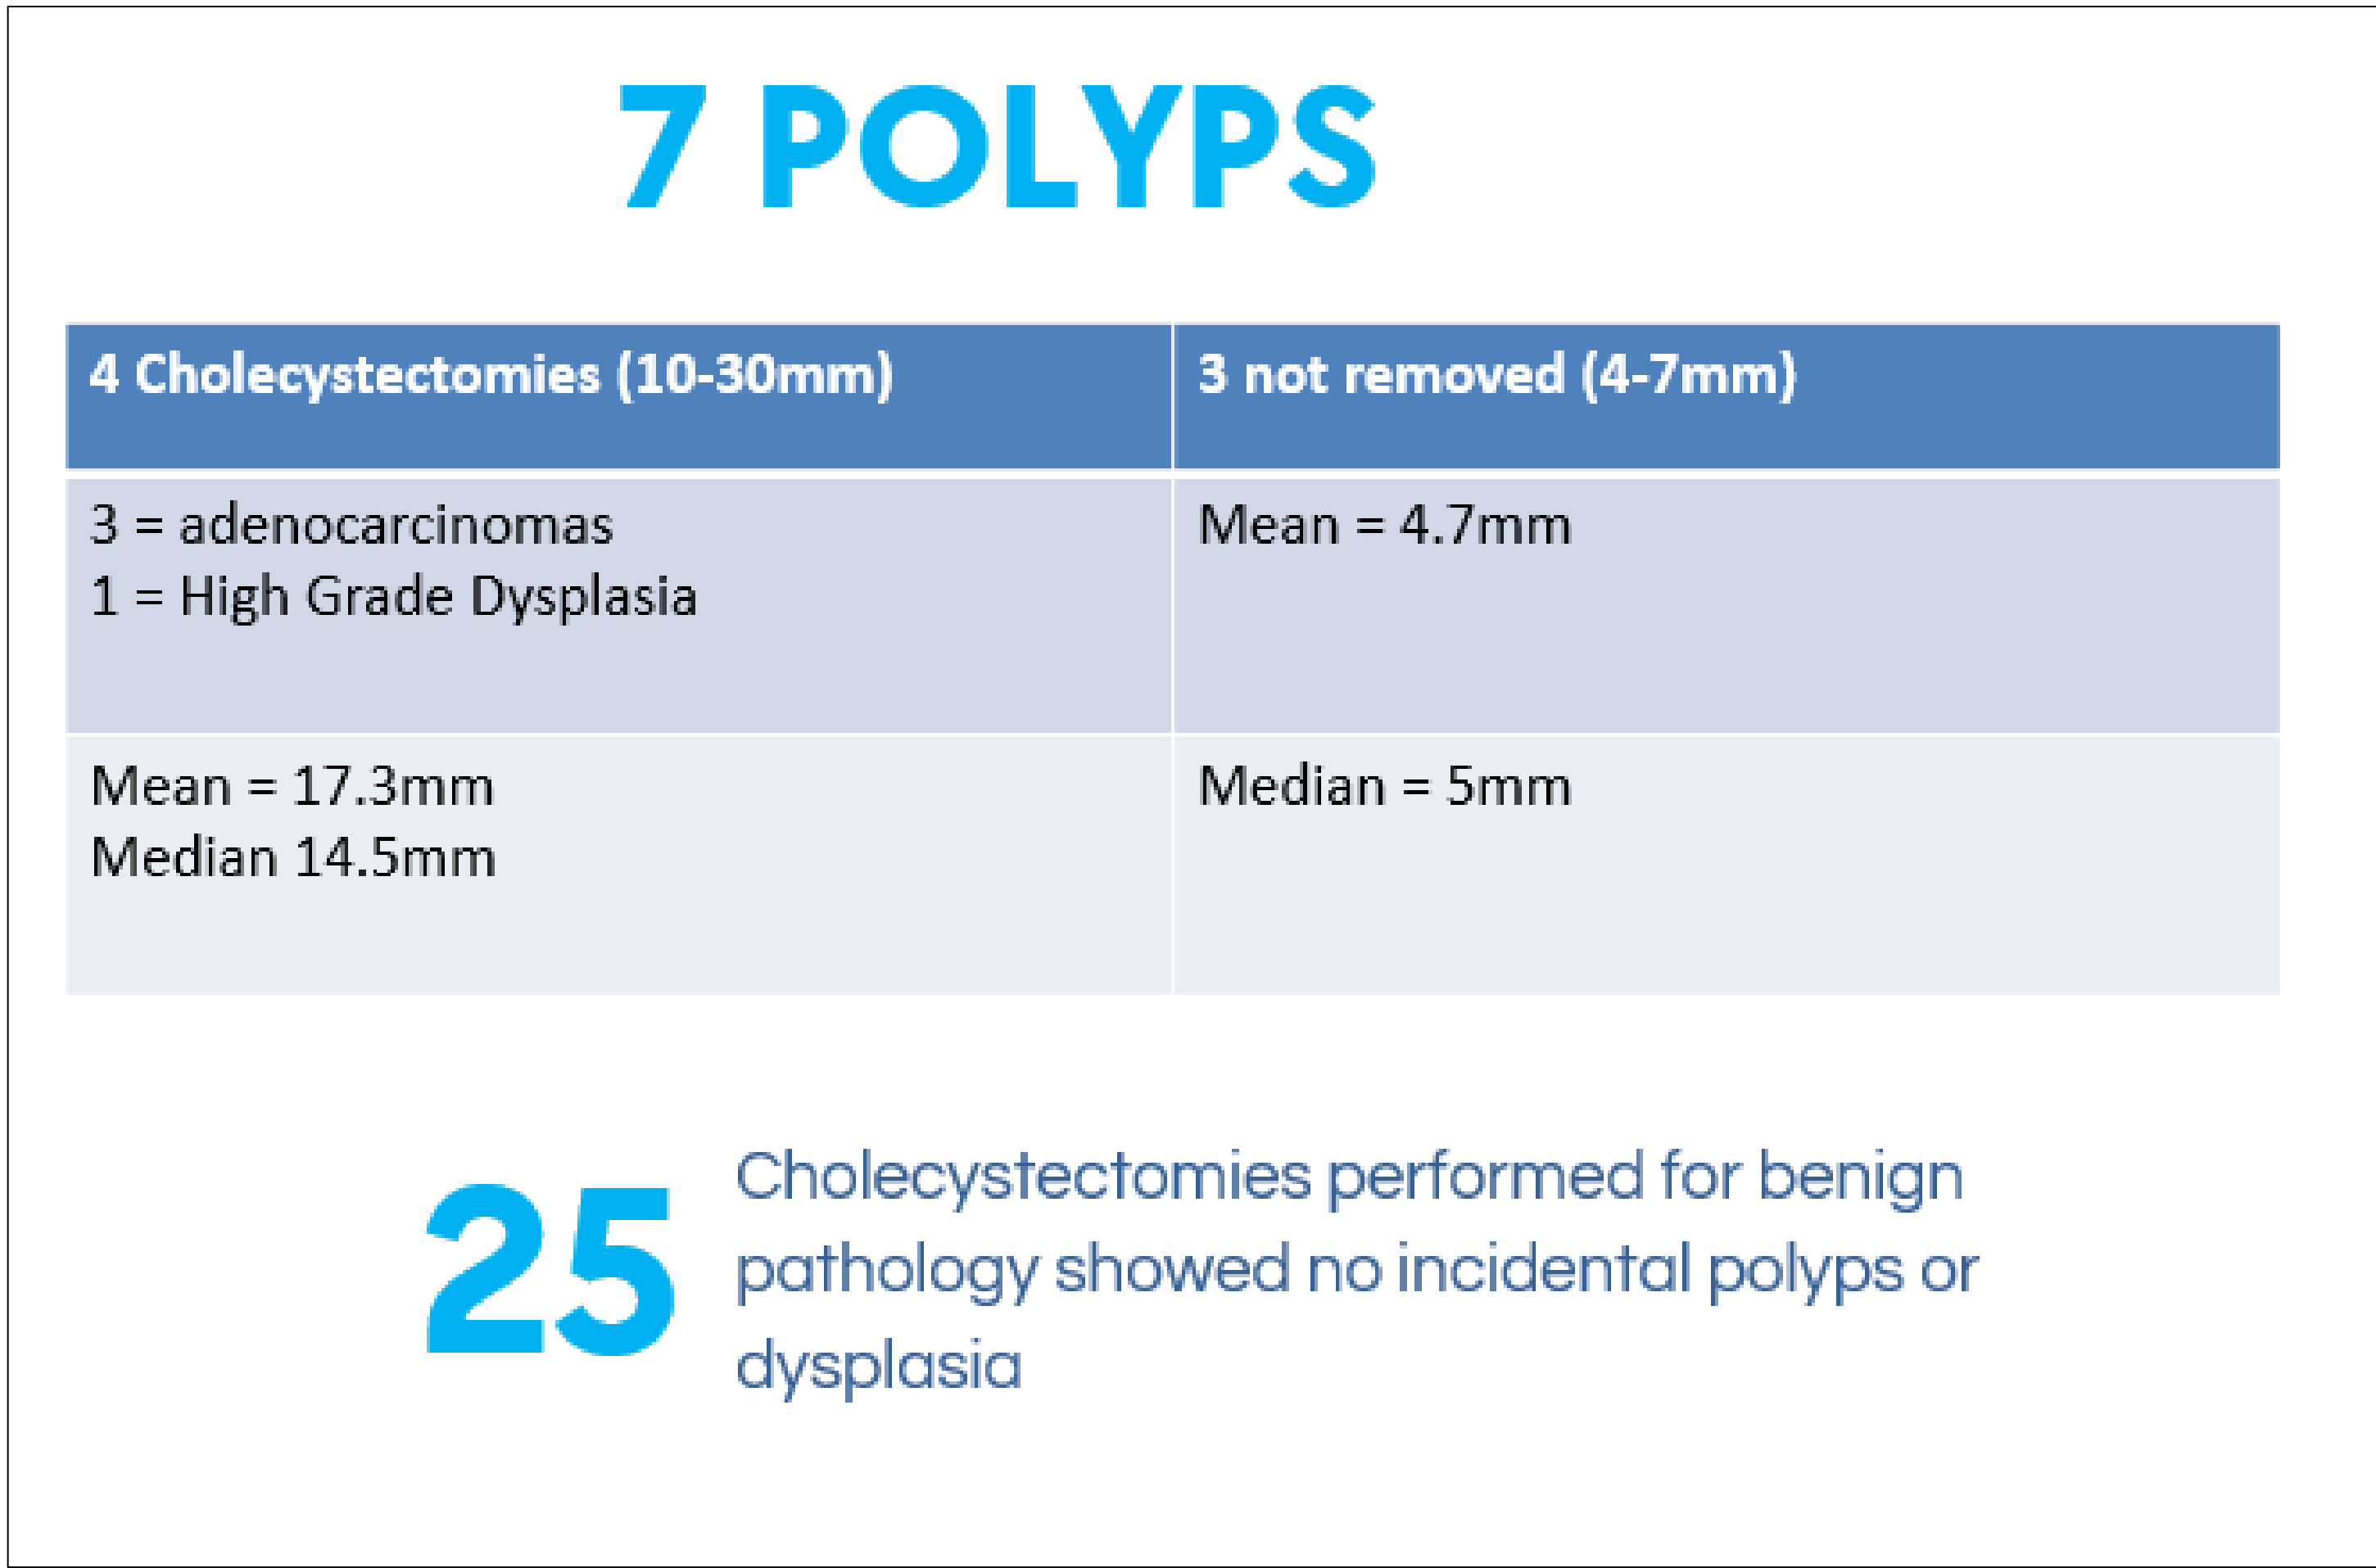 7 POLYPS
4 Cholecystectomies (10-30mm)
3 not removed (4-7mm)
3 = adenocarcinomas
1 = High Grade Dysplasia
Mean = 4.7mm
Mean = 17.3mm
Median 14.5mm
Median = 5mm
25
Cholecystectomies performed for benign
pathology showed no incidental polyps or
dysplasia